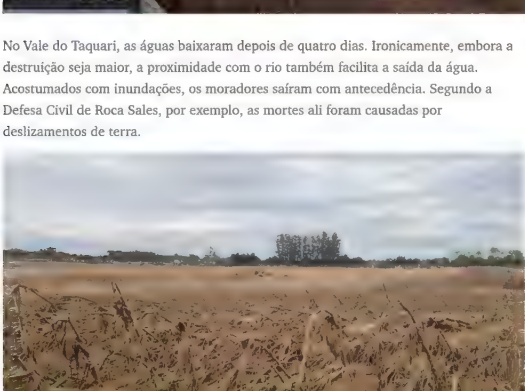 No Vale do Taquari, as águas baixaram depois de quatro dias. Ironicamente, embora a
destruição seja maior, a proximidade com o rio também facilita a saída da água.
Acostumados com inundações, os moradores saíram com antecedência. Segundo a
Defesa Civil de Roca Sales, por exemplo, as mortes ali foram causadas por
deslizamentos de terra.